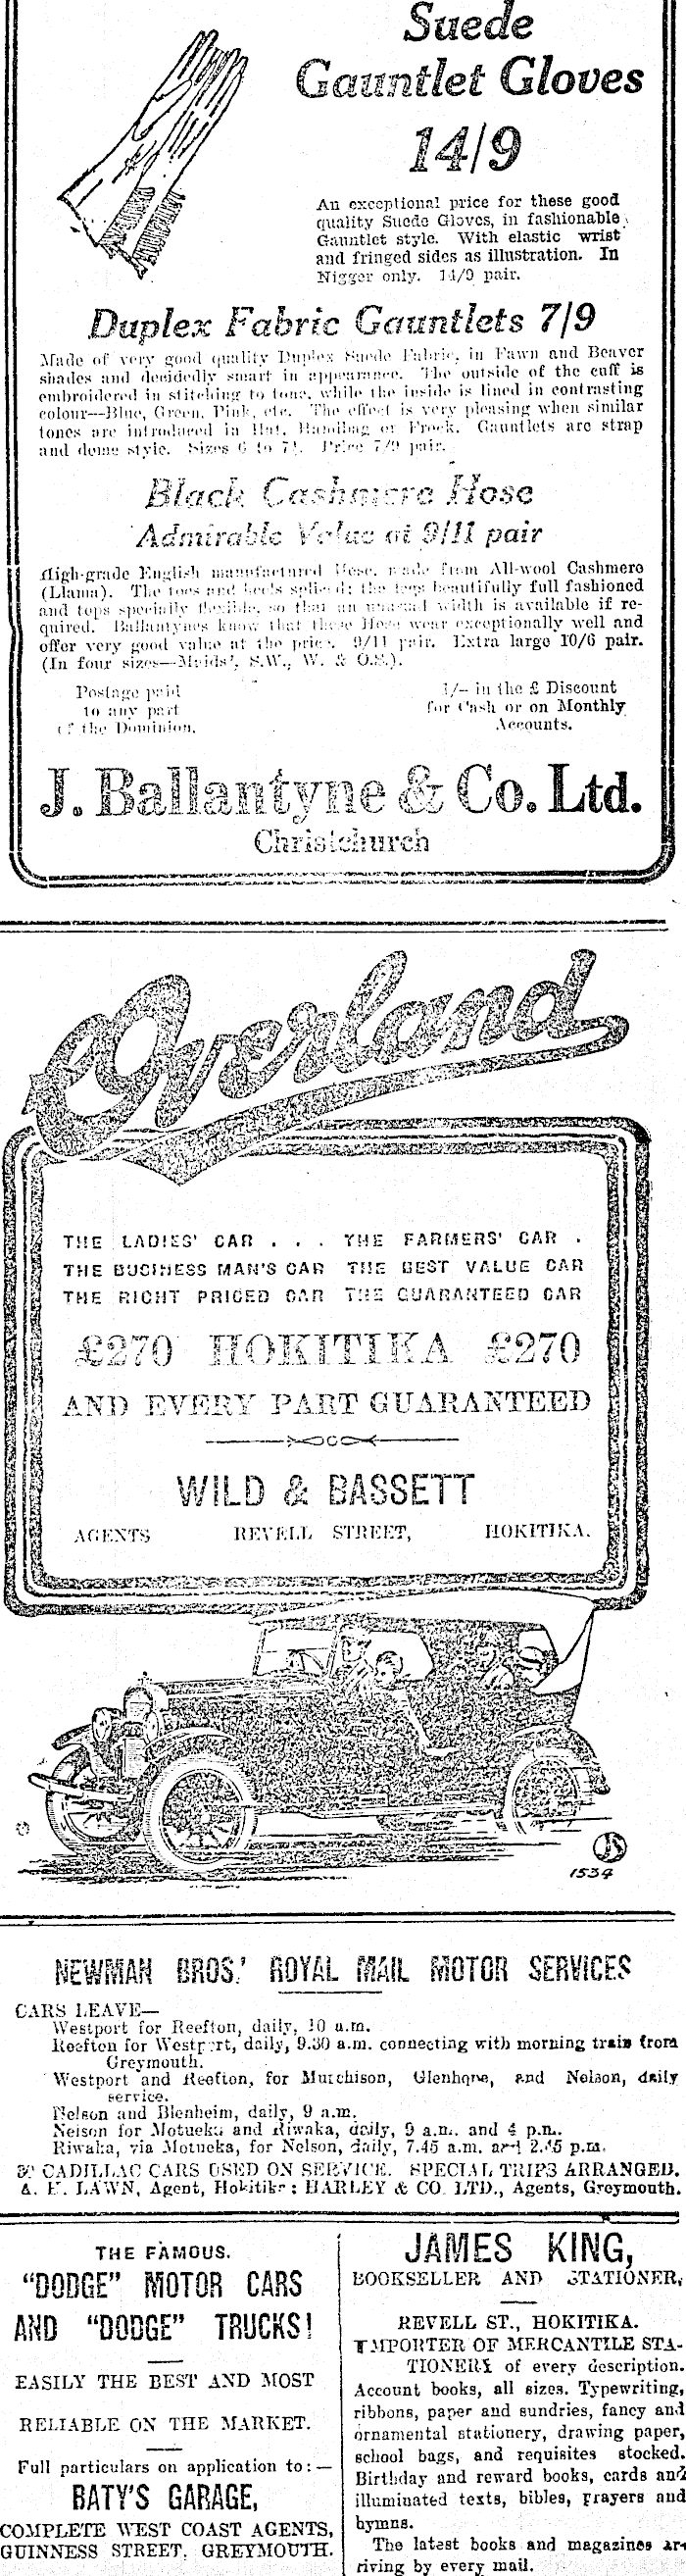 Suede
Gauntlet Gloves
14/9
An exceptional price for these good
quality Suede Gloves, in fashionable
Gauntlet style. With elastic wrist
and fringed sides as illustration. In
Nigger only. 14/9 pair.
Duplex Fabric Gauntlets 7/9
Made of very good quality Duplex Suede Fabric, in Fawn and Beaver
shades and decidedly smart in appearance. The outside of the cuff is
embroidered in stitching to tone, while the inside is lined in contrasting
colour—Blue, Green, Pink, etc. The effect is very pleasing when similar
tones are introduced in Hat, Handbag or Frock. Gauntlets are strap
and dome style. Sizes 6 to 7½. Price 7/9 pair.
Black Cashmere Hose
Admirable Value at 9/11 pair
High-grade English manufactured Hose, made from All-wool Cashmere
(Llama). The toes and heels spliced; the legs beautifully full fashioned
and tops specially flexible, so that an unusual width is available if re-
quired. Ballantynes know that these Hose wear exceptionally well and
offer very good value at the price. 9/11 pair. Extra large 10/6 pair.
(In four sizes—Maids', S.W., W. & O.S.).
Postage paid
to any part
of the Dominion.
1/- in the £ Discount
for Cash or on Monthly
Accounts.
J. Ballantyne & Co. Ltd.
Christchurch
Overland
THE LADIES' CAR . . . THE FARMERS' CAR .
THE BUSINESS MAN'S CAR THE BEST VALUE CAR
THE RIGHT PRICED CAR THE GUARANTEED CAR
£270 HOKITIKA £270
AND EVERY PART GUARANTEED
WILD & BASSETT
AGENTS REVELL STREET, HOKITIKA.
1534
NEWMAN BROS.' ROYAL MAIL MOTOR SERVICES
CARS LEAVE—
Westport for Reefton, daily, 10 a.m.
Reefton for Westport, daily, 9.30 a.m. connecting with morning train from
Greymouth.
Westport and Reefton, for Murchison, Glenhope, and Nelson, daily
service.
Nelson and Blenheim, daily, 9 a.m.
Nelson for Motueka and Riwaka, daily, 9 a.m. and 4 p.m.
Riwaka, via Motueka, for Nelson, daily, 7.45 a.m. and 2.45 p.m.
CADILLAC CARS USED ON SERVICE. SPECIAL TRIPS ARRANGED.
LAWN, Agent, Hokitika: HARLEY & CO. LTD., Agents, Greymouth.
THE FAMOUS.
"DODGE" MOTOR CARS
AND "DODGE" TRUCKS!
EASILY THE BEST AND MOST
RELIABLE ON THE MARKET.
Full particulars on application to:—
BATY'S GARAGE,
COMPLETE WEST COAST AGENTS,
GUINNESS STREET, GREYMOUTH.
JAMES KING,
BOOKSELLER AND STATIONER,
REVELL ST., HOKITIKA.
IMPORTER OF MERCANTILE STA-
TIONERY of every description.
Account books, all sizes. Typewriting,
ribbons, paper and sundries, fancy and
ornamental stationery, drawing paper,
school bags, and requisites stocked.
Birthday and reward books, cards and
illuminated texts, bibles, prayers and
hymns.
The latest books and magazines ar-
riving by every mail.